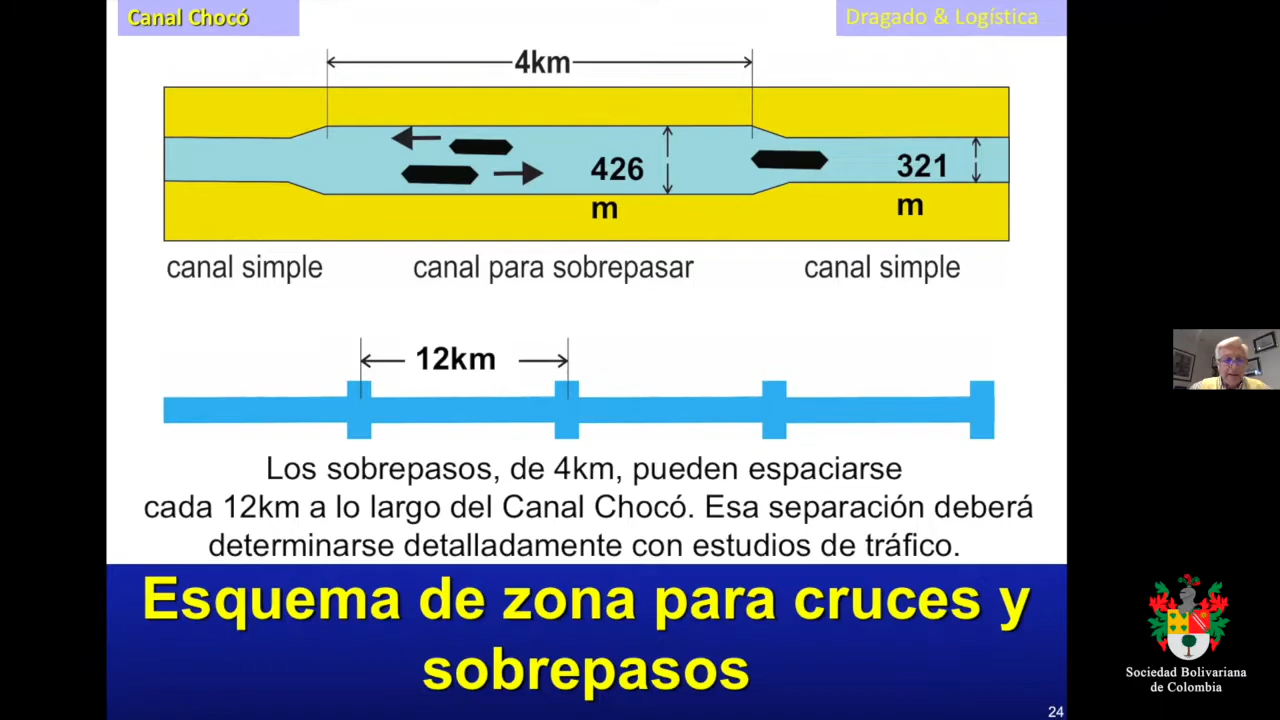 Canal Chocó
Dragado & Logística
4km
426
m
321
m
canal simple
canal para sobrepasar
canal simple
12km
Los sobrepasos, de 4km, pueden espaciarse
cada 12km a lo largo del Canal Chocó. Esa separación deberá
determinarse detalladamente con estudios de tráfico.
Esquema de zona para cruces y
sobrepasos
24
Sociedad Bolivariana
de Colombia